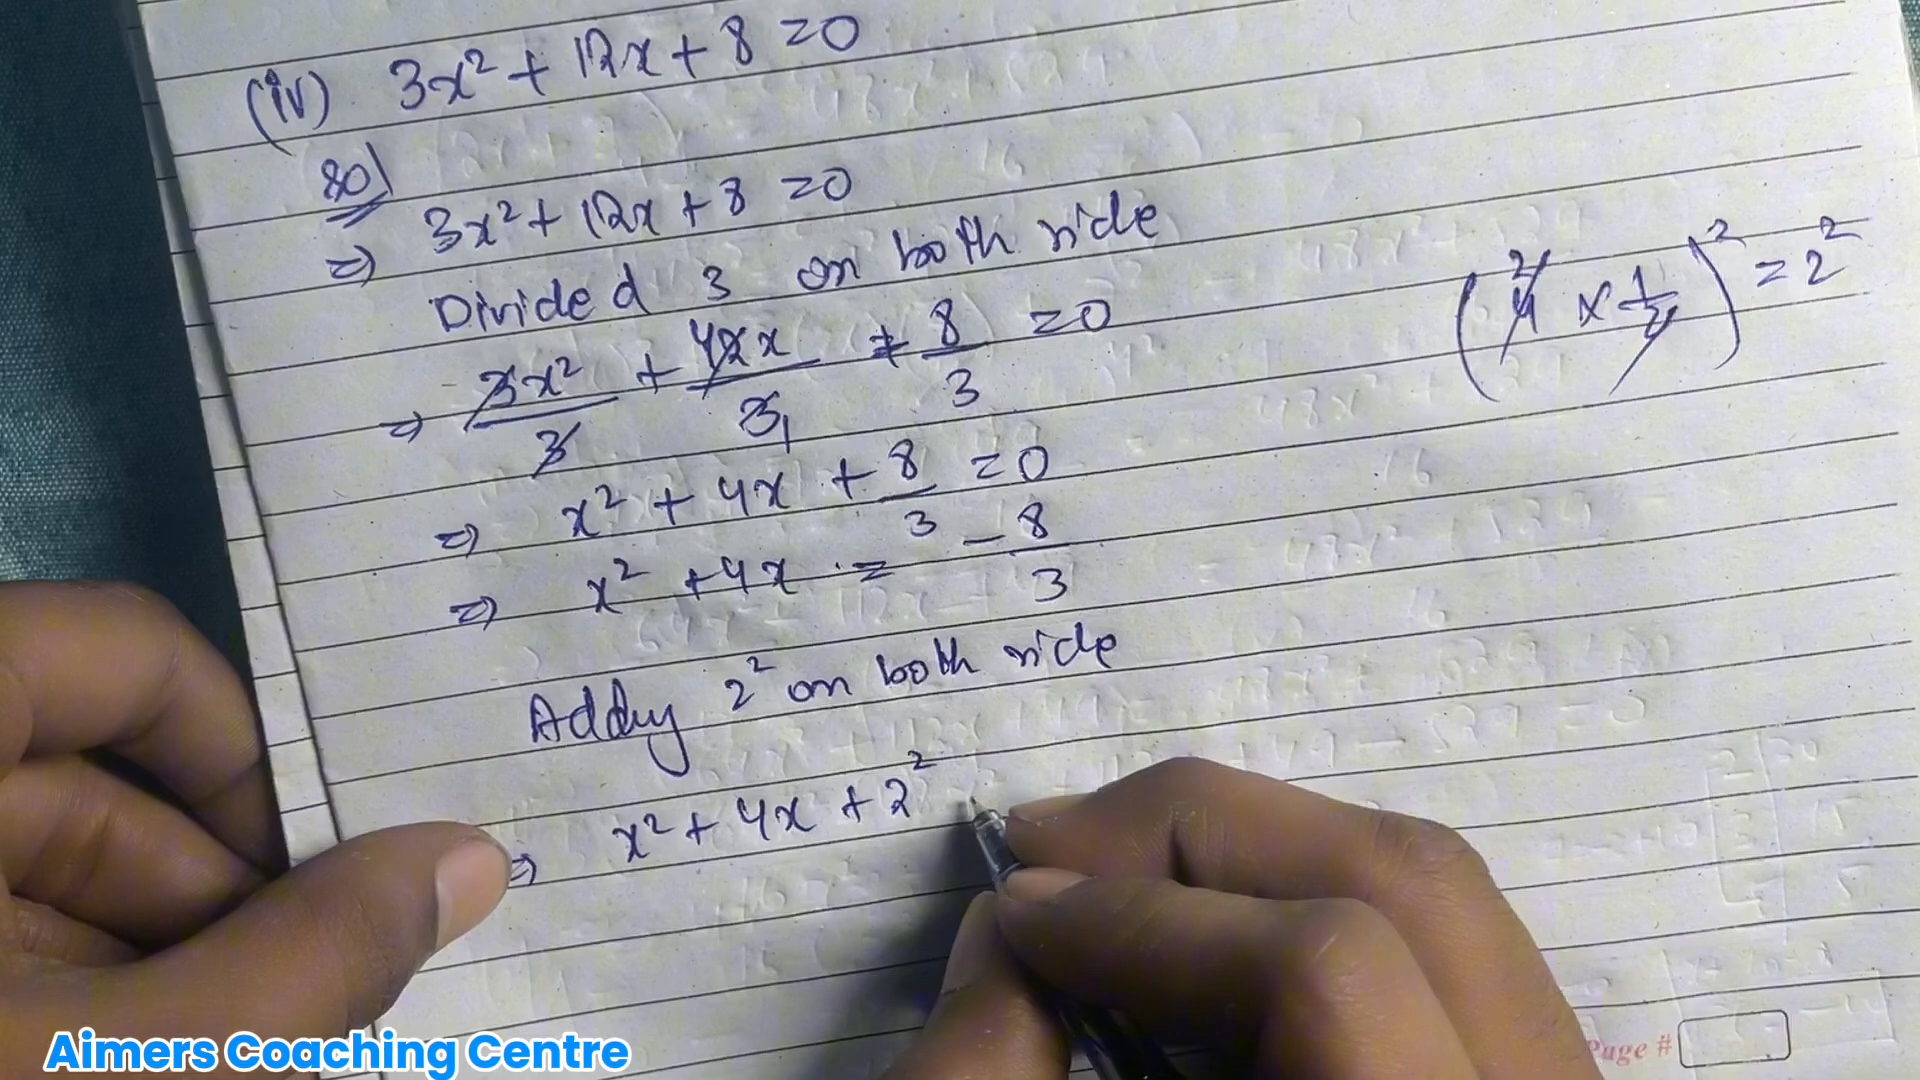 (iv) 3x² + 12x + 8 = 0
Sol
⇒ 3x² + 12x + 8 = 0
Divided 3 on both side
⇒ 3x²/3 + 12x/3 + 8/3 = 0
(4 × 1/2)² = 2²
⇒ x² + 4x + 8/3 = 0
⇒ x² + 4x = -8/3
Adding 2² on both side
⇒ x² + 4x + 2²
Page #
Aimers Coaching Centre